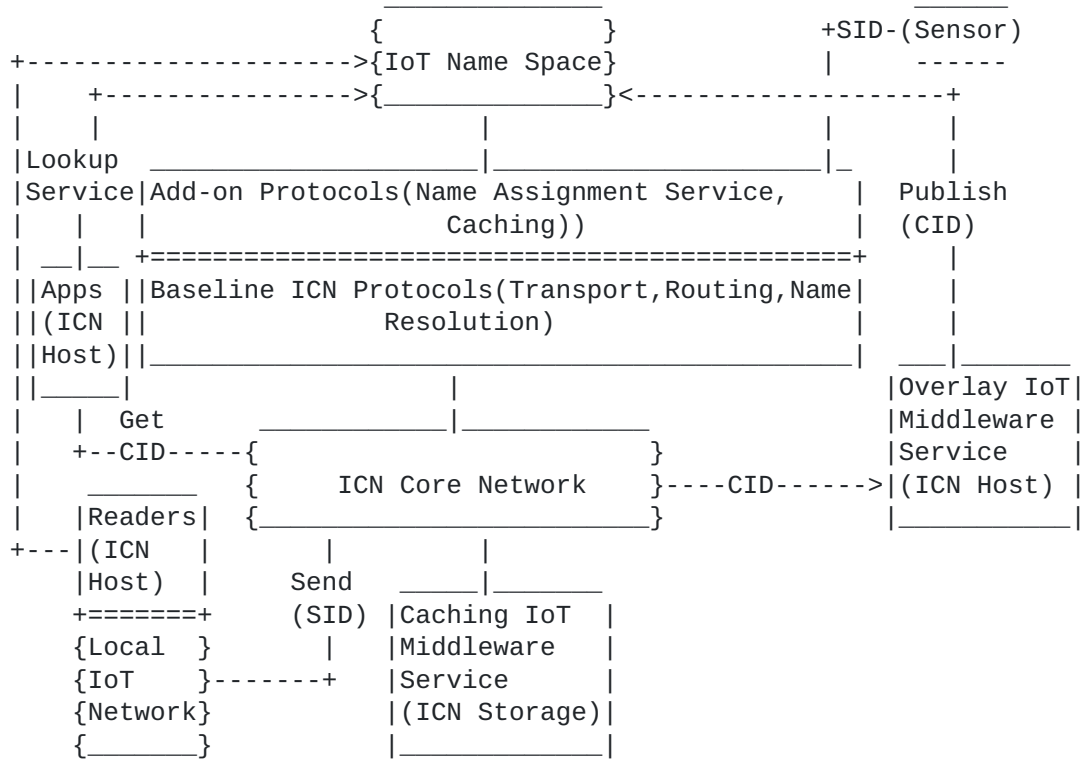 +SID-(Sensor)
IoT Name Space
Lookup
Service
Add-on Protocols(Name Assignment Service,
Caching))
Publish
(CID)
Apps
(ICN
Host)
Baseline ICN Protocols(Transport,Routing,Name
Resolution)
Get
CID
ICN Core Network
CID
Overlay IoT
Middleware
Service
(ICN Host)
Readers
(ICN
Host)
Send
(SID)
Local
IoT
Network
Caching IoT
Middleware
Service
(ICN Storage)